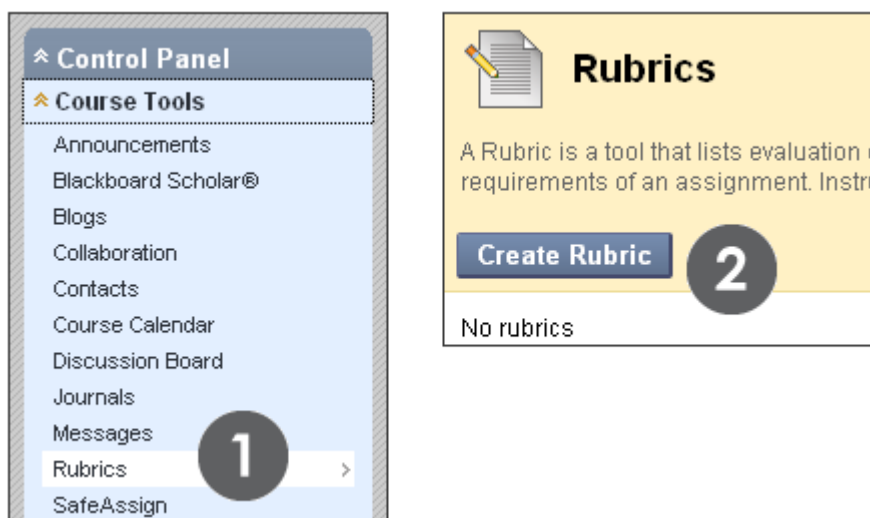 Control Panel
Course Tools
Announcements
Blackboard Scholar®
Blogs
Collaboration
Contacts
Course Calendar
Discussion Board
Journals
Messages
1
Rubrics
SafeAssign
Rubrics
A Rubric is a tool that lists evaluation
requirements of an assignment.
Create Rubric
2
No rubrics